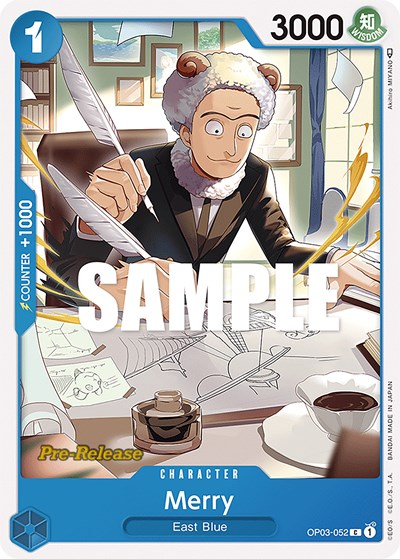 1
3000
知
WISDOM
Akihiro MIYANO
COUNTER +1000
SAMPLE
Pre-Release
CHARACTER
Merry
East Blue
OP03-052 C 1
©E/S ©E.O./S., T.A. BANDAI MADE IN JAPAN